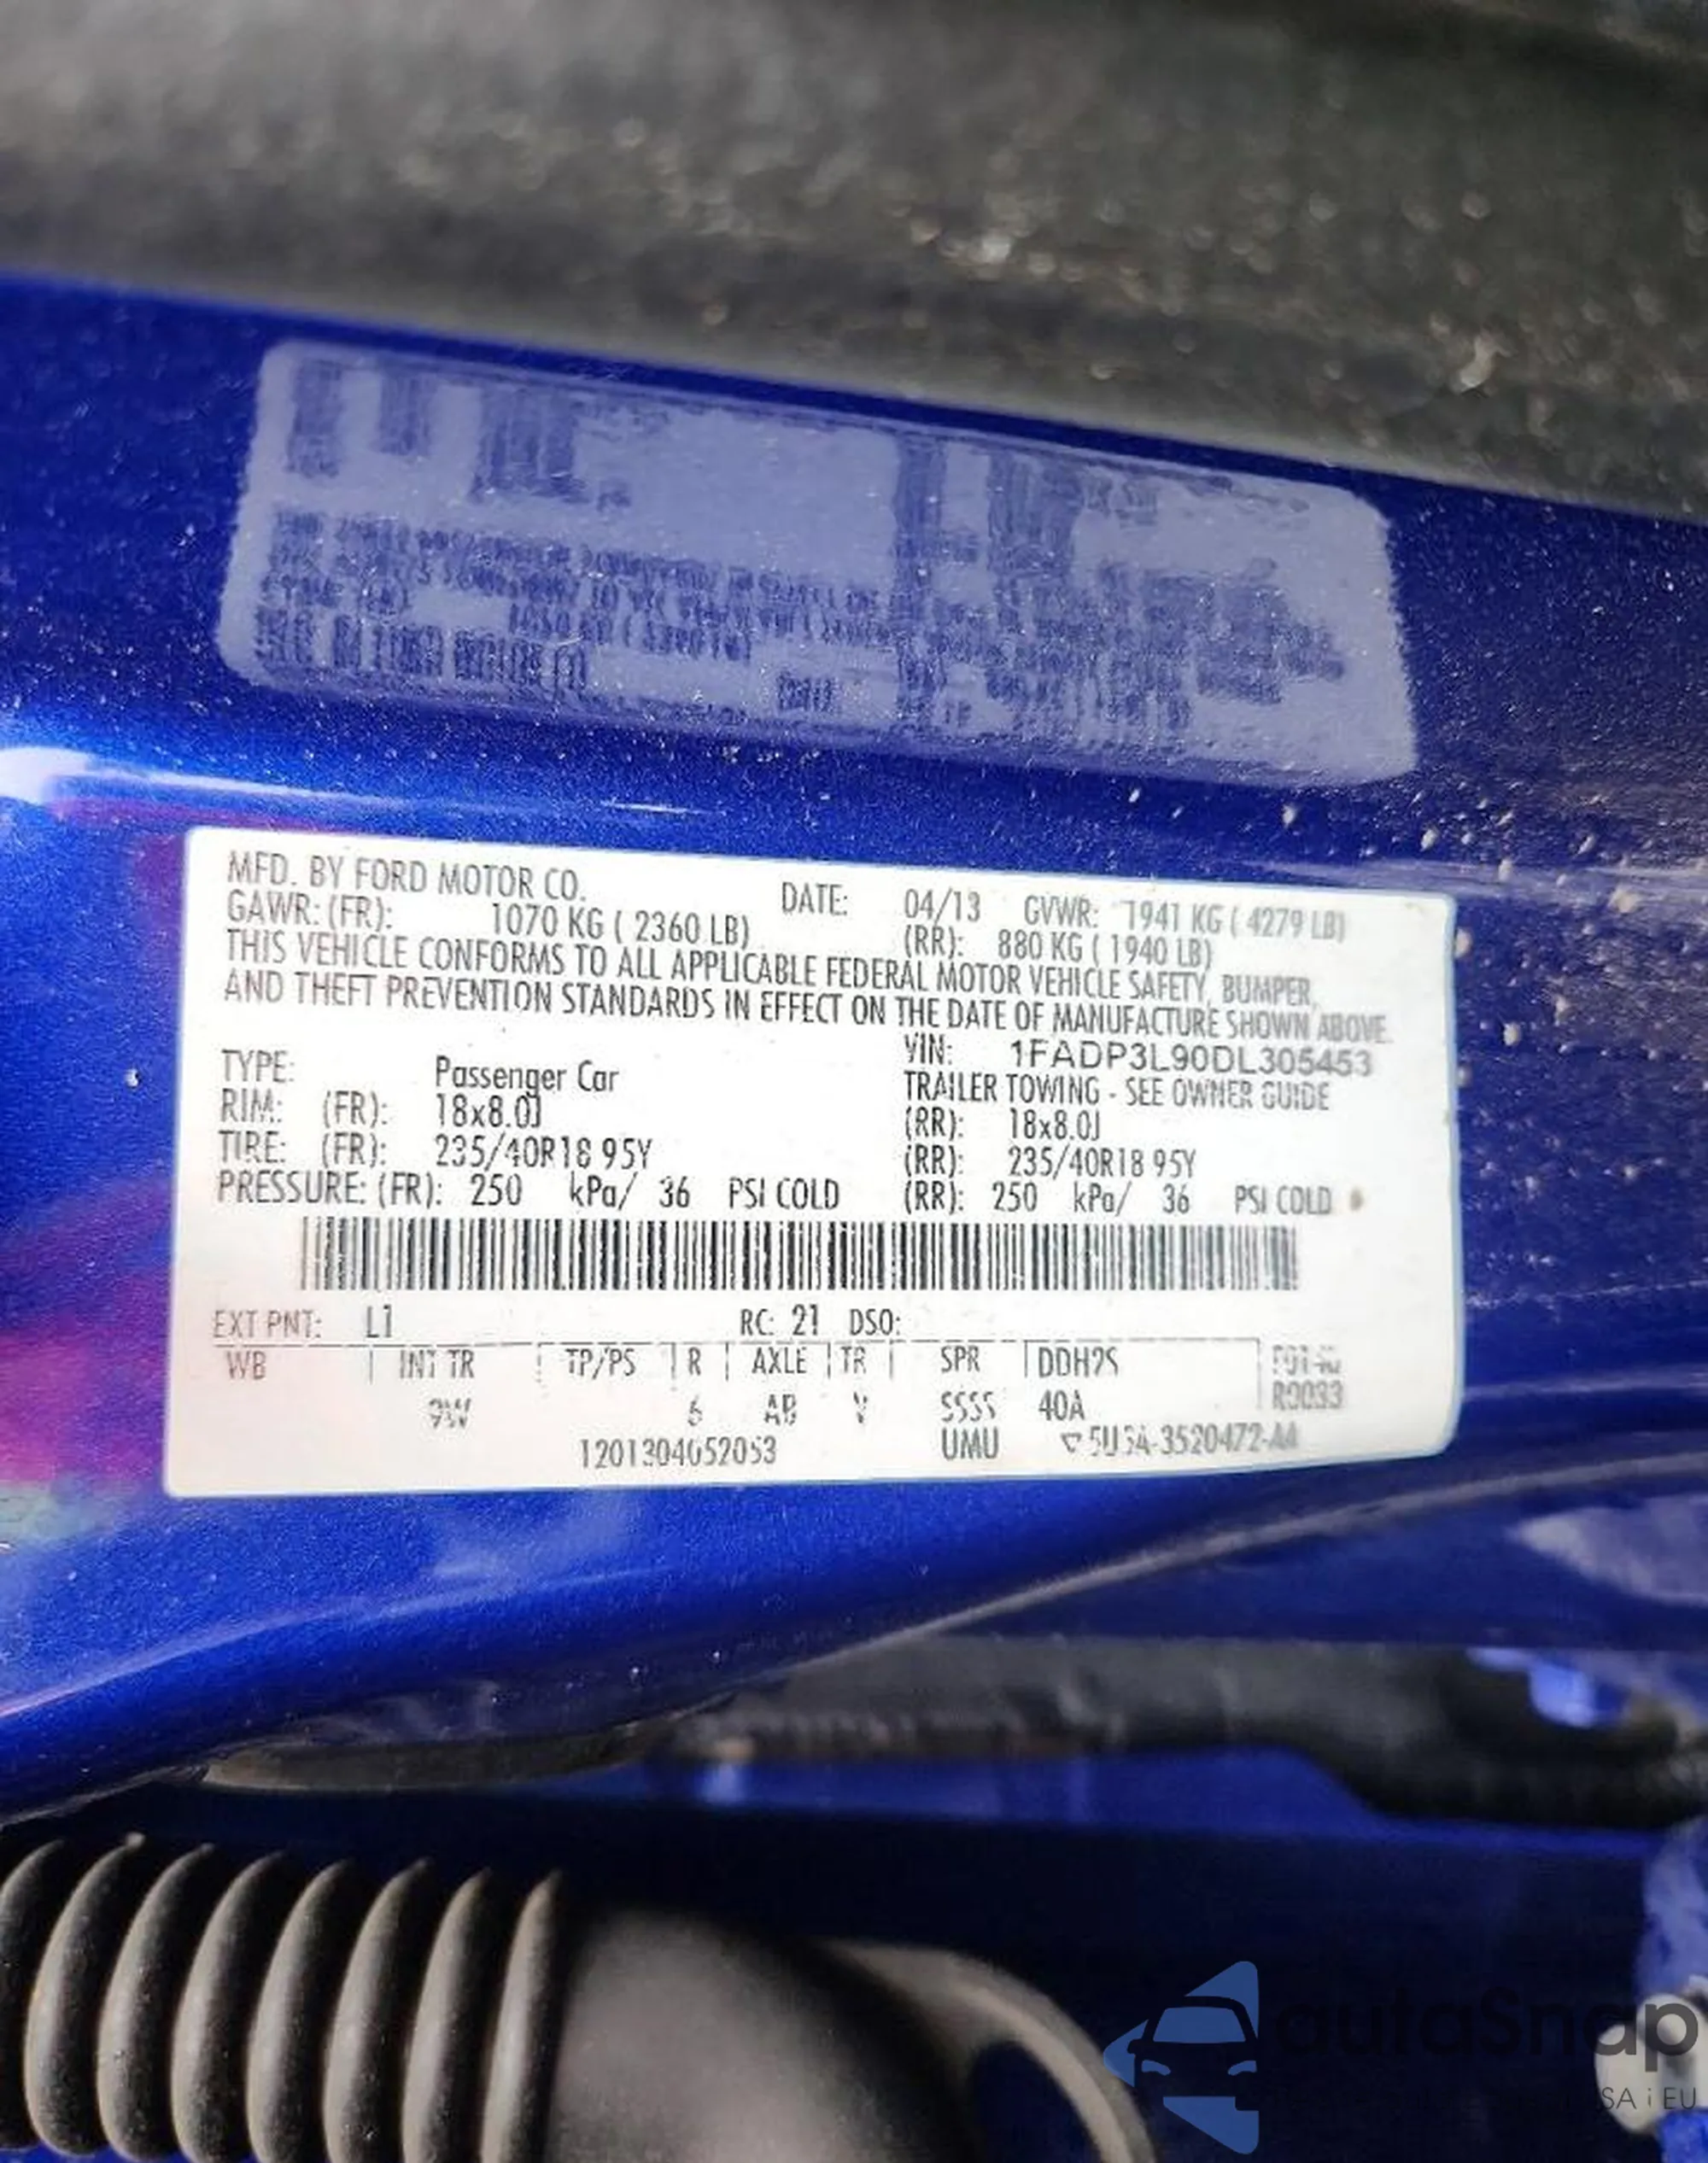 MFD. BY FORD MOTOR CO. DATE: 04/13 GVWR: 1941 KG ( 4279 LB)
GAWR: (FR): 1070 KG ( 2360 LB) (RR): 880 KG ( 1940 LB)
THIS VEHICLE CONFORMS TO ALL APPLICABLE FEDERAL MOTOR VEHICLE SAFETY, BUMPER,
AND THEFT PREVENTION STANDARDS IN EFFECT ON THE DATE OF MANUFACTURE SHOWN ABOVE.
VIN: 1FADP3L90DL305453
TYPE: Passenger Car TRAILER TOWING - SEE OWNER GUIDE
RIM: (FR): 18x8.0J (RR): 18x8.0J
TIRE: (FR): 235/40R18 95Y (RR): 235/40R18 95Y
PRESSURE: (FR): 250 kPa/ 36 PSI COLD (RR): 250 kPa/ 36 PSI COLD
EXT PNT: L1 RC: 21 DSO:
WB INT TR TP/PS R AXLE TR SPR DDH2S
9W 6 AB V SSSS 40A
1201304052053 UMU
aulaSnap
SA i EU